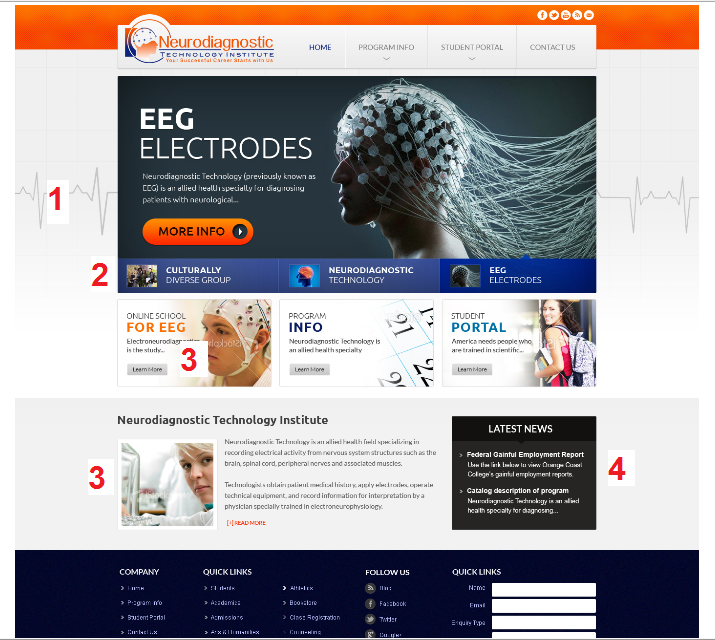 Neurodiagnostic
TECHNOLOGY INSTITUTE
Your Successful Career Starts with Us
HOME
PROGRAM INFO
STUDENT PORTAL
CONTACT US
EEG
ELECTRODES
Neurodiagnostic Technology (previously known as
EEG) is an allied health specialty for diagnosing
patients with neurological...
MORE INFO
1
2
CULTURALLY
DIVERSE GROUP
NEURODIAGNOSTIC
TECHNOLOGY
EEG
ELECTRODES
ONLINE SCHOOL
FOR EEG
Electroneurodiagnostics
is the study...
Learn More
3
PROGRAM
INFO
Neurodiagnostic Technology is
an allied health specialty
Learn More
21
14
21
STUDENT
PORTAL
America needs people who
are trained in scientific...
Learn More
Neurodiagnostic Technology Institute
3
Neurodiagnostic Technology is an allied health field specializing in
recording electrical activity from nervous system structures such as the
brain, spinal cord, peripheral nerves and associated muscles.
Technologists obtain patient medical history, apply electrodes, operate
technical equipment, and record information for interpretation by a
physician specially trained in electroneurophysiology.
[+] READ MORE
LATEST NEWS
Federal Gainful Employment Report
Use the link below to view Orange Coast
College's gainful employment reports.
Catalog description of program
Neurodiagnostic Technology is an allied
health specialty for diagnosing...
4
COMPANY
Home
Program Info
Student Portal
Contact Us
QUICK LINKS
Students
Academics
Admissions
Arts & Humanities
Athletics
Bookstore
Class Registration
Counseling
FOLLOW US
Blog
Facebook
Twitter
Google+
QUICK LINKS
Name
Email
Enquiry Type